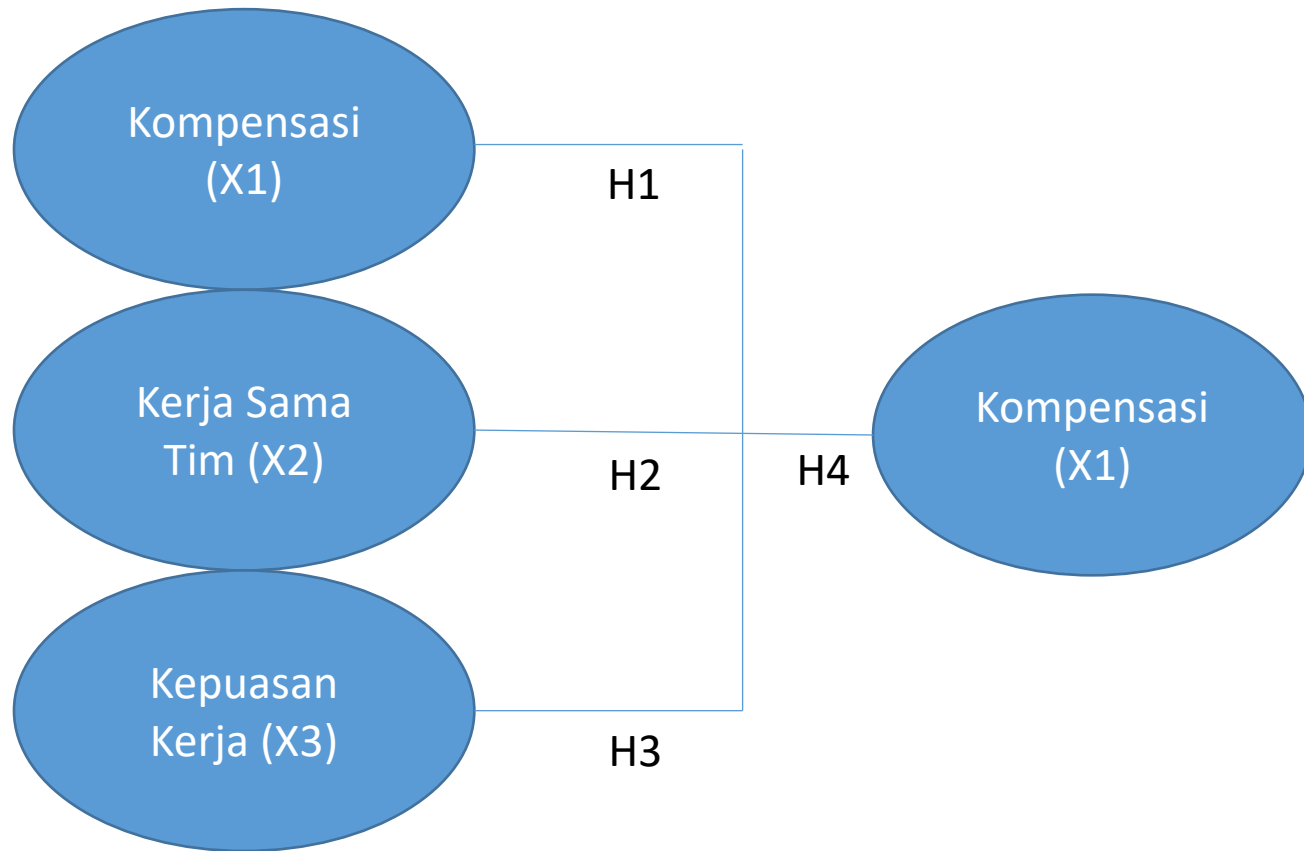 Kompensasi
(X1)
H1
Kerja Sama
Tim (X2)
H2
H4
Kompensasi
(X1)
Kepuasan
Kerja (X3)
H3